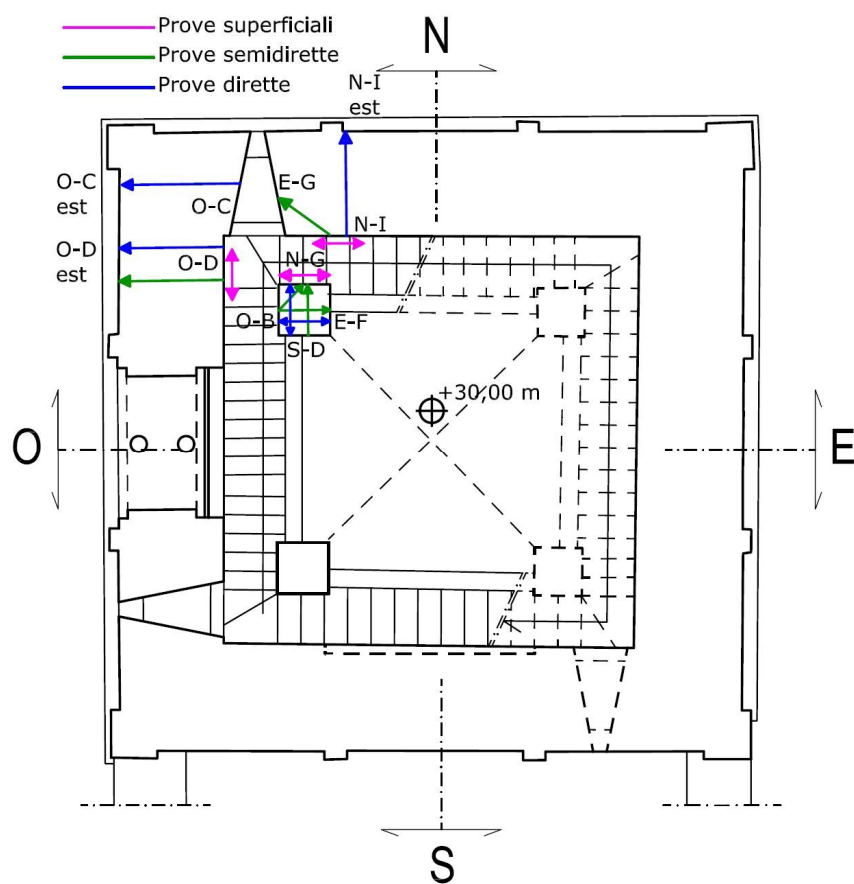 Prove superficiali
Prove semidirette
Prove dirette
N
N-I
est
O-C
est
E-G
O-C
N-I
O-D
est
O-D
N-G
O-B
E-F
S-D
+30,00 m
O
E
S